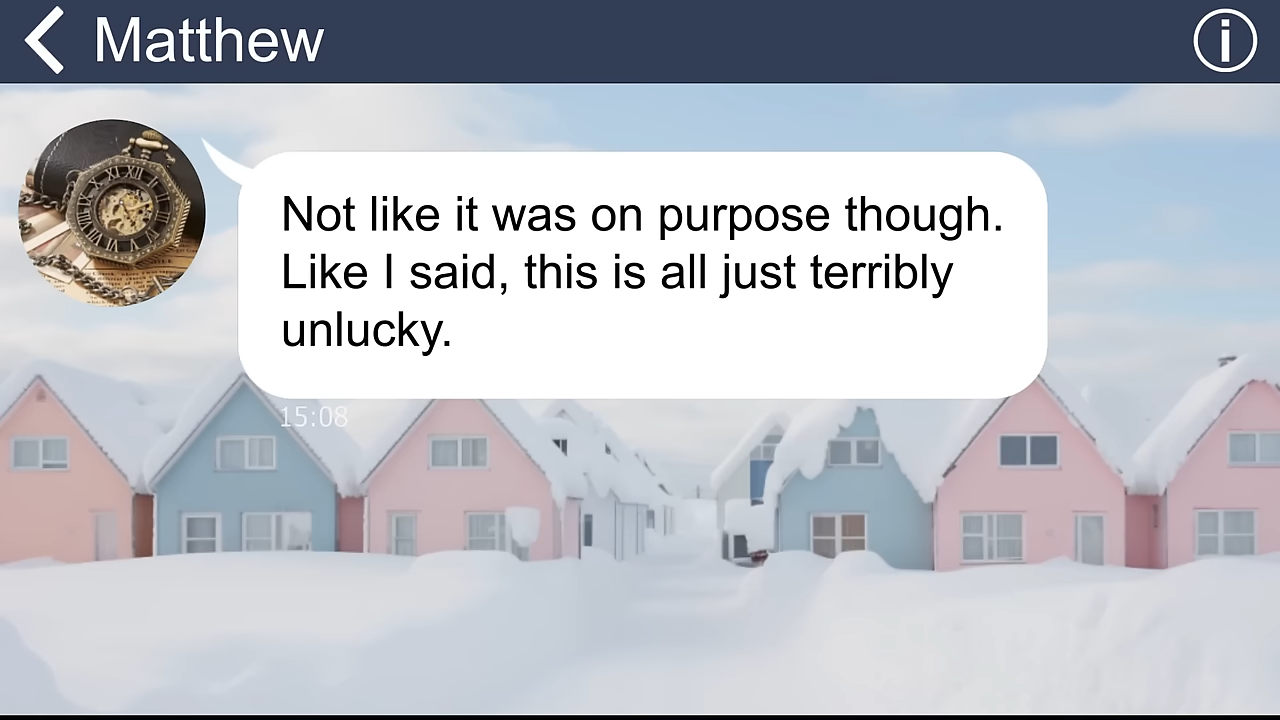 Matthew
Not like it was on purpose though.
Like I said, this is all just terribly
unlucky.
15:08